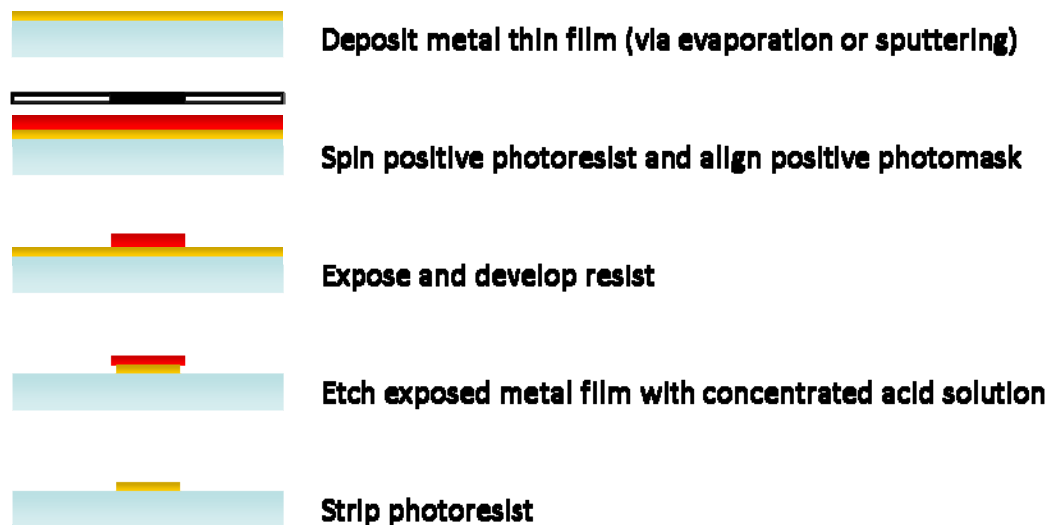 Deposit metal thin film (via evaporation or sputtering)
Spin positive photoresist and align positive photomask
Expose and develop resist
Etch exposed metal film with concentrated acid solution
Strip photoresist